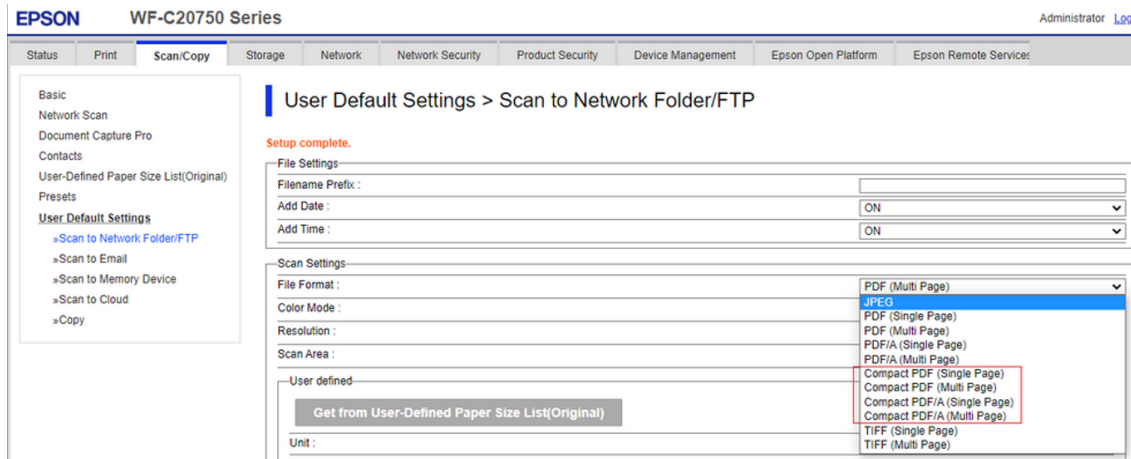 EPSON WF-C20750 Series
Administrator
Status Print Scan/Copy Storage Network Network Security Product Security Device Management Epson Open Platform Epson Remote Services
Basic
Network Scan
Document Capture Pro
Contacts
User-Defined Paper Size List(Original)
Presets
User Default Settings
»Scan to Network Folder/FTP
»Scan to Email
»Scan to Memory Device
»Scan to Cloud
»Copy
User Default Settings > Scan to Network Folder/FTP
Setup complete.
File Settings
Filename Prefix :
Add Date : ON
Add Time : ON
Scan Settings
File Format : PDF (Multi Page)
Color Mode :
Resolution :
Scan Area :
User defined
Get from User-Defined Paper Size List(Original)
Unit :
JPEG
PDF (Single Page)
PDF (Multi Page)
PDF/A (Single Page)
PDF/A (Multi Page)
Compact PDF (Single Page)
Compact PDF (Multi Page)
Compact PDF/A (Single Page)
Compact PDF/A (Multi Page)
TIFF (Single Page)
TIFF (Multi Page)